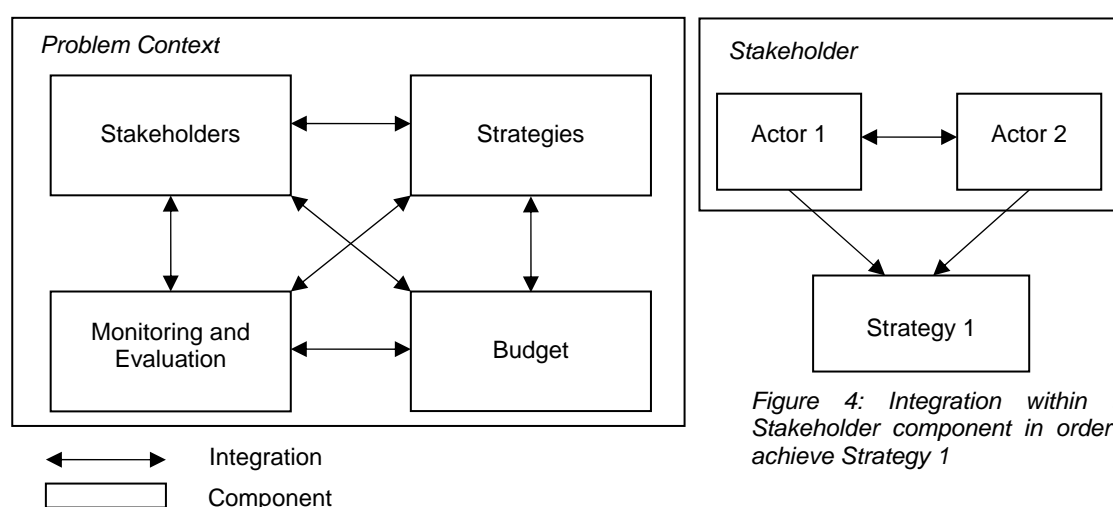 Problem Context
Stakeholders
Strategies
Monitoring and
Evaluation
Budget
Integration
Component
Stakeholder
Actor 1
Actor 2
Strategy 1
Figure 4: Integration within
Stakeholder component in order
achieve Strategy 1